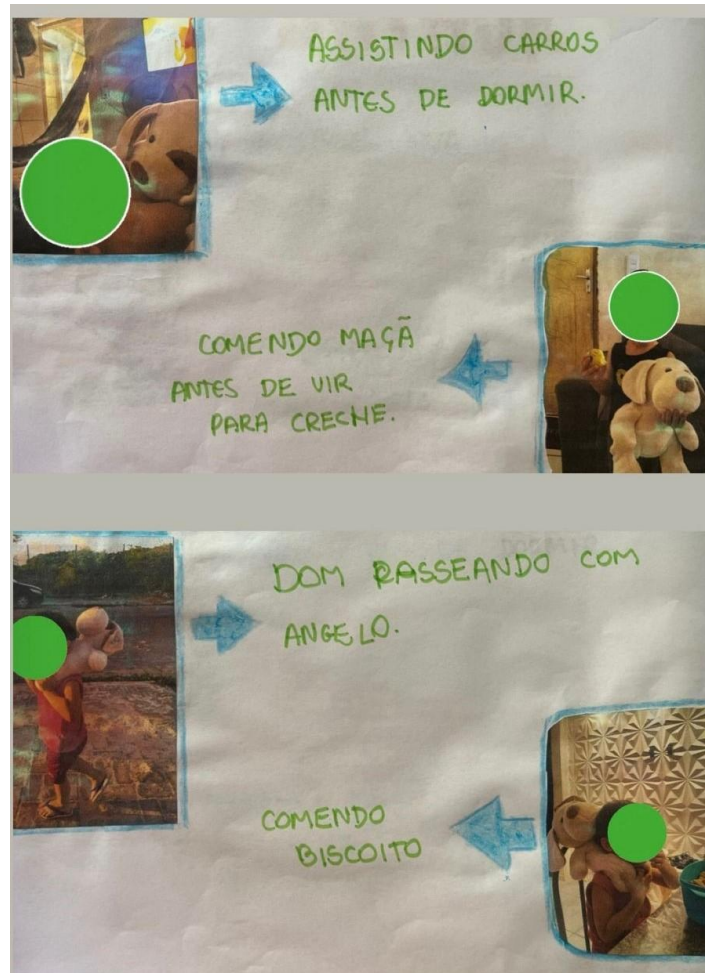 ASSISTINDO CARROS
ANTES DE DORMIR.
COMENDO MAÇÃ
ANTES DE VIR
PARA CRECHE.
DOM PASSEANDO COM
ANGELO.
COMENDO
BISCOITO